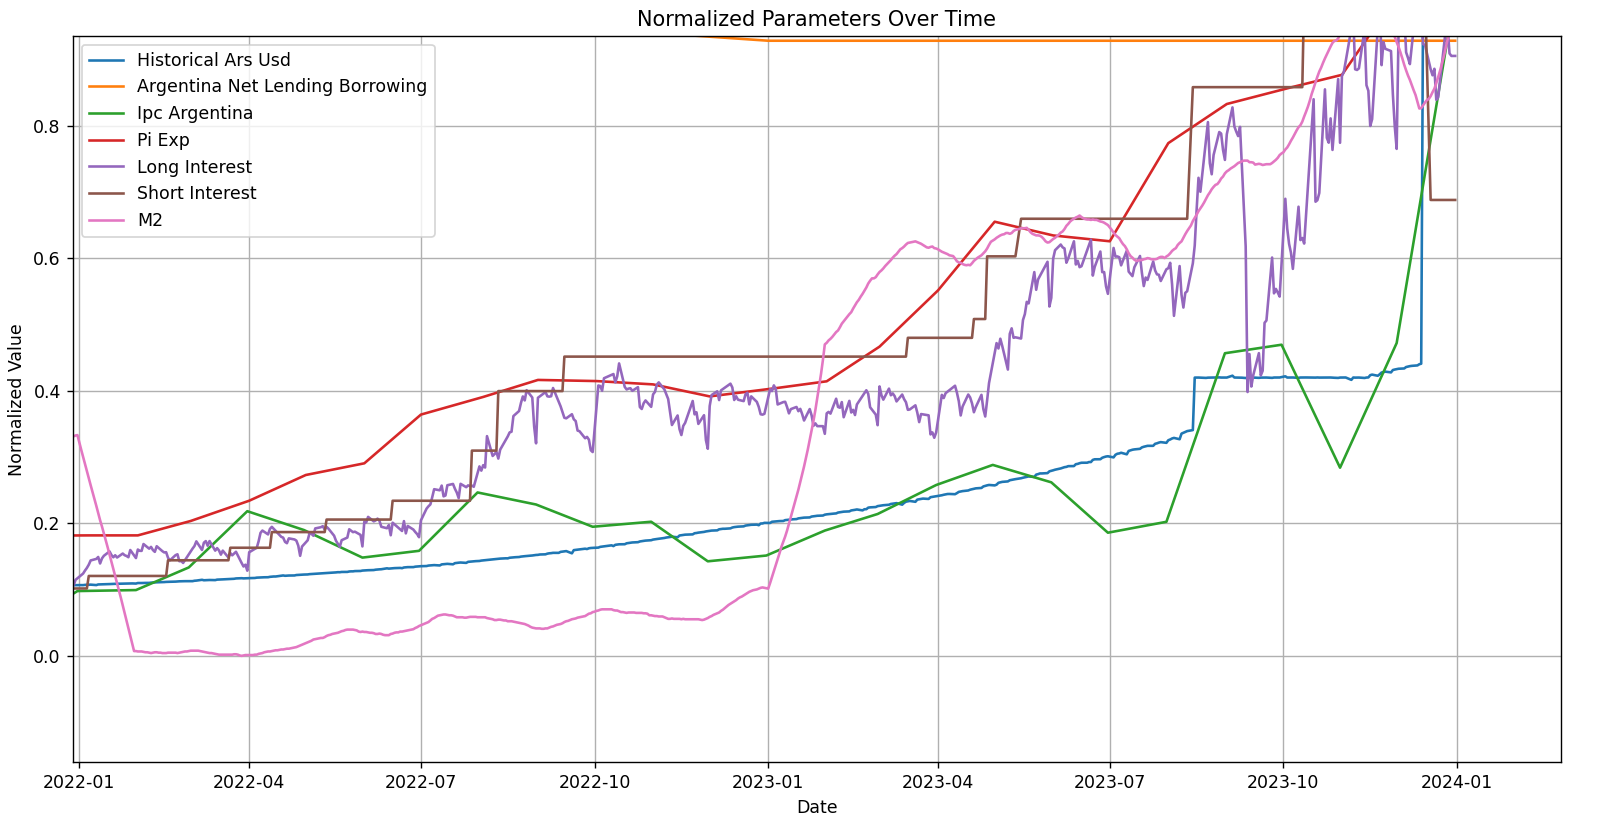 Normalized Parameters Over Time
Historical Ars Usd
Argentina Net Lending Borrowing
Ipc Argentina
Pi Exp
Long Interest
Short Interest
M2
Normalized Value
0.8
0.6
0.4
0.2
0.0
2022-01
2022-04
2022-07
2022-10
2023-01
2023-04
2023-07
2023-10
2024-01
Date